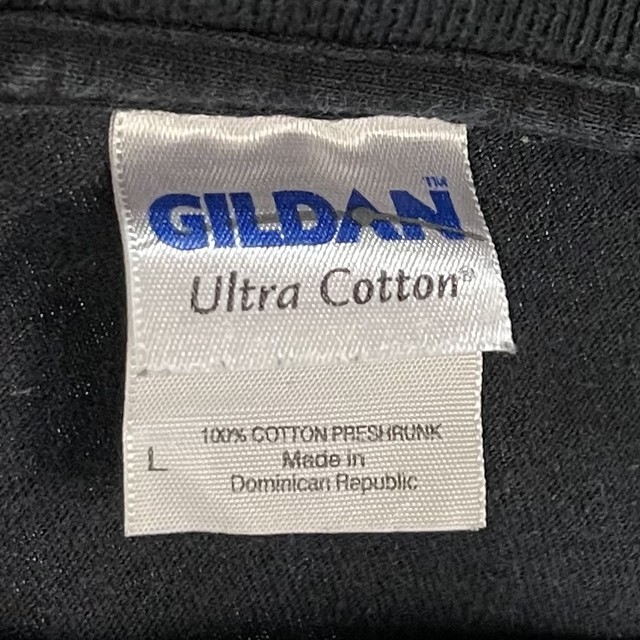 GILDAN™
Ultra Cotton®
100% COTTON PRESHRUNK
L
Made in
Dominican Republic